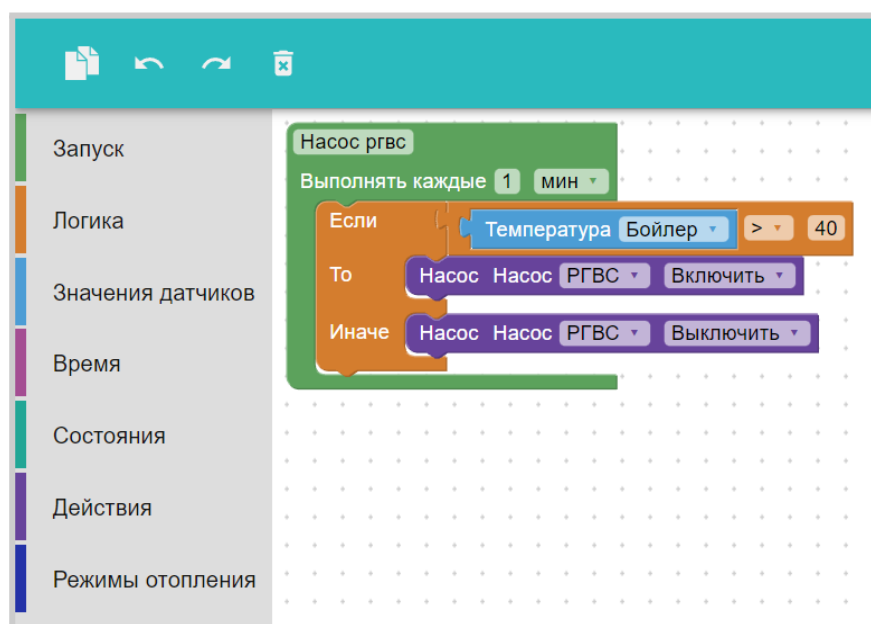 Запуск
Логика
Значения датчиков
Время
Состояния
Действия
Режимы отопления
Насос ргвс
Выполнять каждые 1 мин
Если Температура Бойлер > 40
То Насос Насос РГВС Включить
Иначе Насос Насос РГВС Выключить